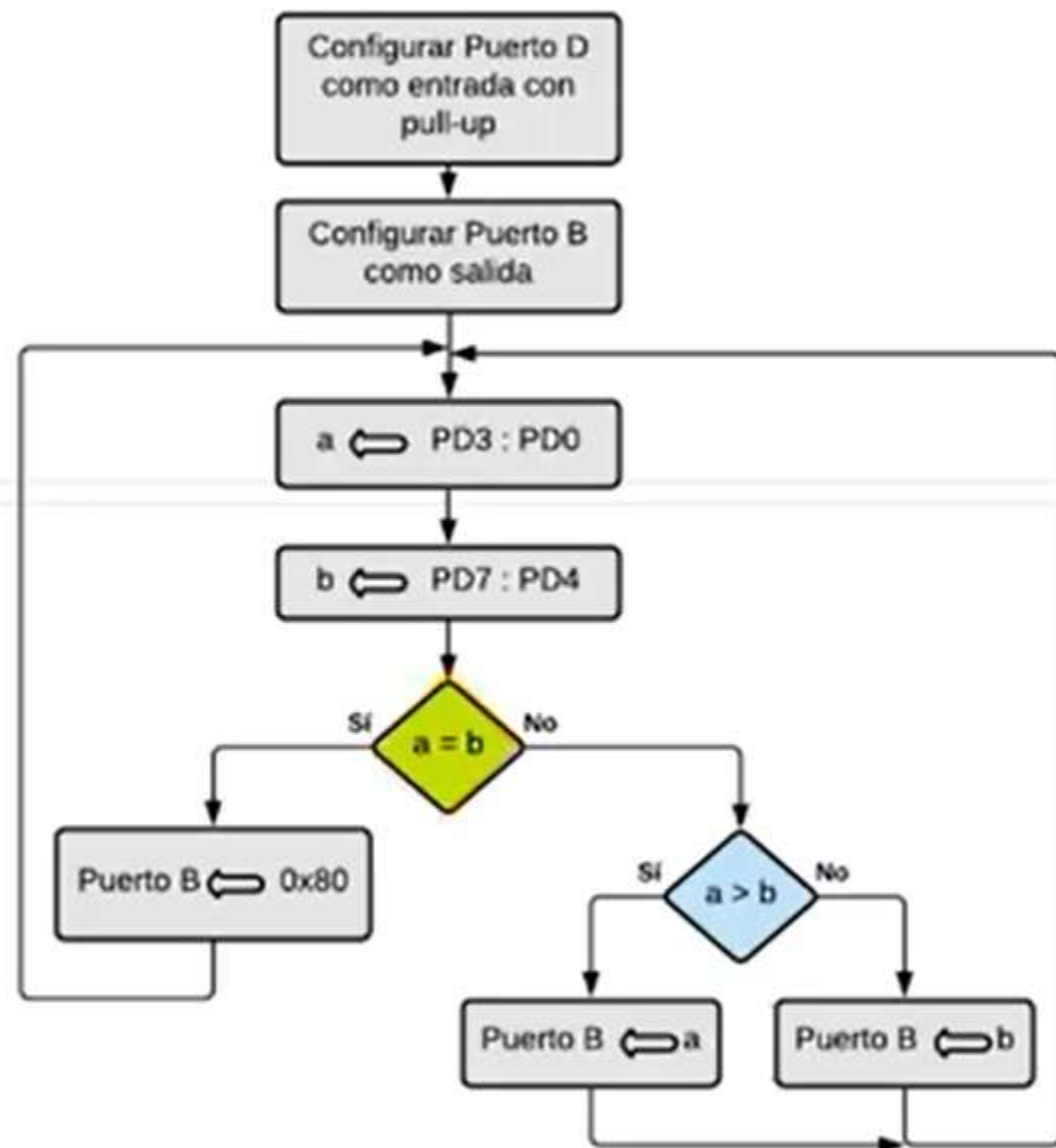 Configurar Puerto D
como entrada con
pull-up
Configurar Puerto B
como salida
a PD3 : PD0
b PD7 : PD4
Sí
a = b
No
Puerto B 0x80
Sí
a > b
No
Puerto B a
Puerto B b